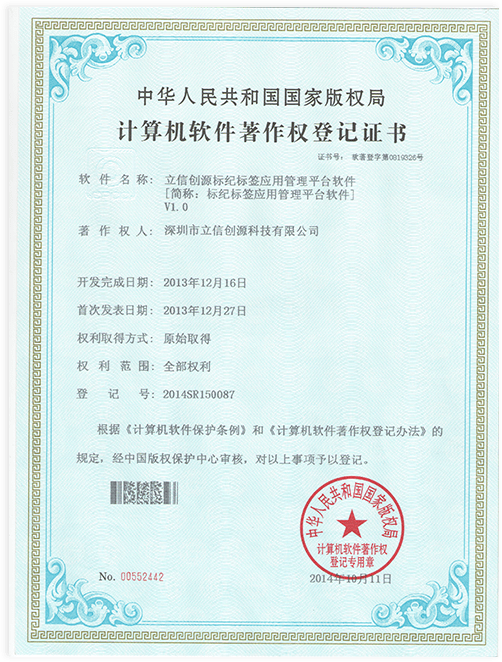 中华人民共和国国家版权局
计算机软件著作权登记证书
证书号： 软著登字第0819326号
软件名称： 立信创源标纪标签应用管理平台软件
[简称：标纪标签应用管理平台软件]
V1.0
著作权人： 深圳市立信创源科技有限公司
开发完成日期： 2013年12月16日
首次发表日期： 2013年12月27日
权利取得方式： 原始取得
权利范围： 全部权利
登记号： 2014SR150087
根据《计算机软件保护条例》和《计算机软件著作权登记办法》的
规定，经中国版权保护中心审核，对以上事项予以登记。
中华人民共和国国家版权局
计算机软件著作权
登记专用章
No. 00552442
2014年10月11日